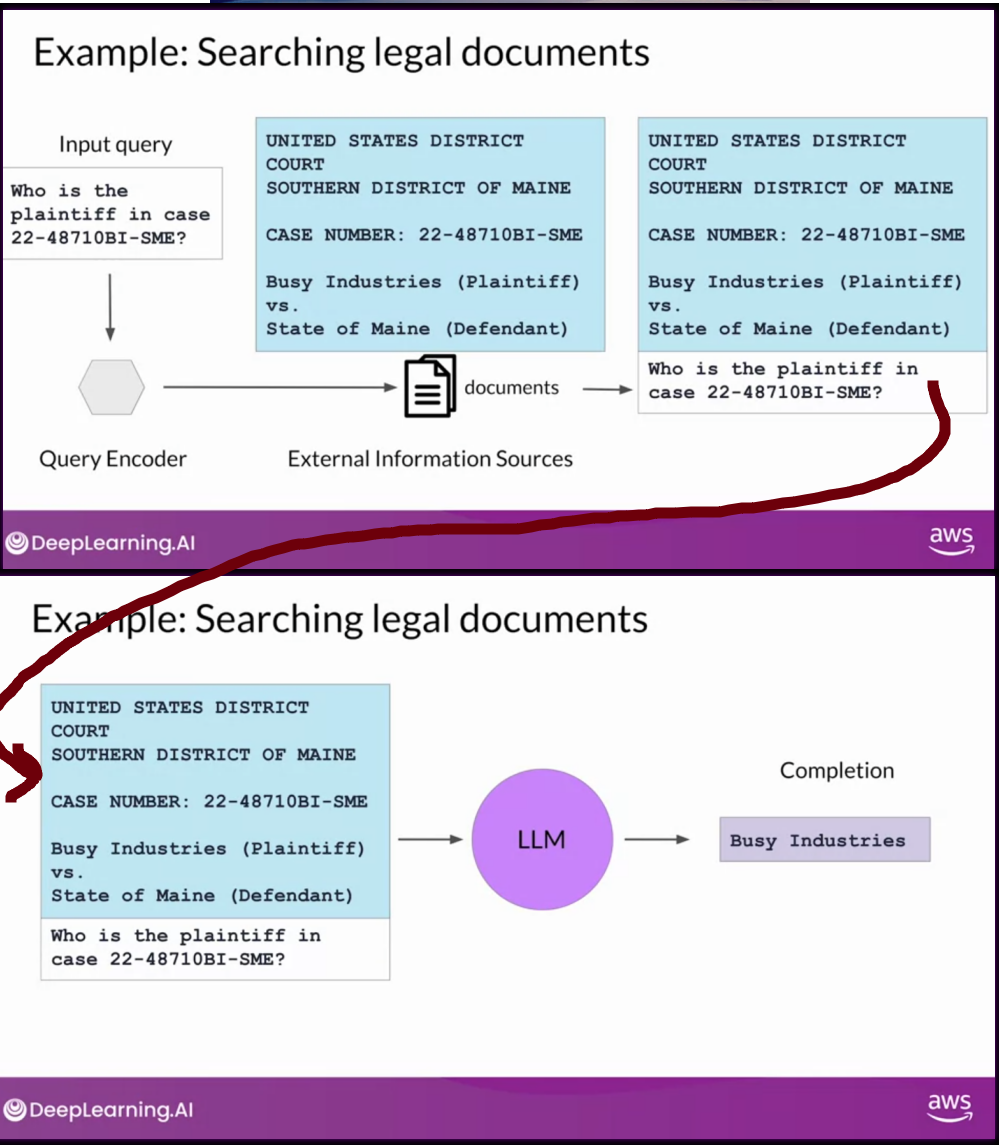 Example: Searching legal documents
Input query
Who is the
plaintiff in case
22-48710BI-SME?
Query Encoder
UNITED STATES DISTRICT
COURT
SOUTHERN DISTRICT OF MAINE
CASE NUMBER: 22-48710BI-SME
Busy Industries (Plaintiff)
vs.
State of Maine (Defendant)
documents
External Information Sources
UNITED STATES DISTRICT
COURT
SOUTHERN DISTRICT OF MAINE
CASE NUMBER: 22-48710BI-SME
Busy Industries (Plaintiff)
vs.
State of Maine (Defendant)
Who is the plaintiff in
case 22-48710BI-SME?
DeepLearning.AI
aws
Example: Searching legal documents
UNITED STATES DISTRICT
COURT
SOUTHERN DISTRICT OF MAINE
CASE NUMBER: 22-48710BI-SME
Busy Industries (Plaintiff)
vs.
State of Maine (Defendant)
Who is the plaintiff in
case 22-48710BI-SME?
LLM
Completion
Busy Industries
DeepLearning.AI
aws